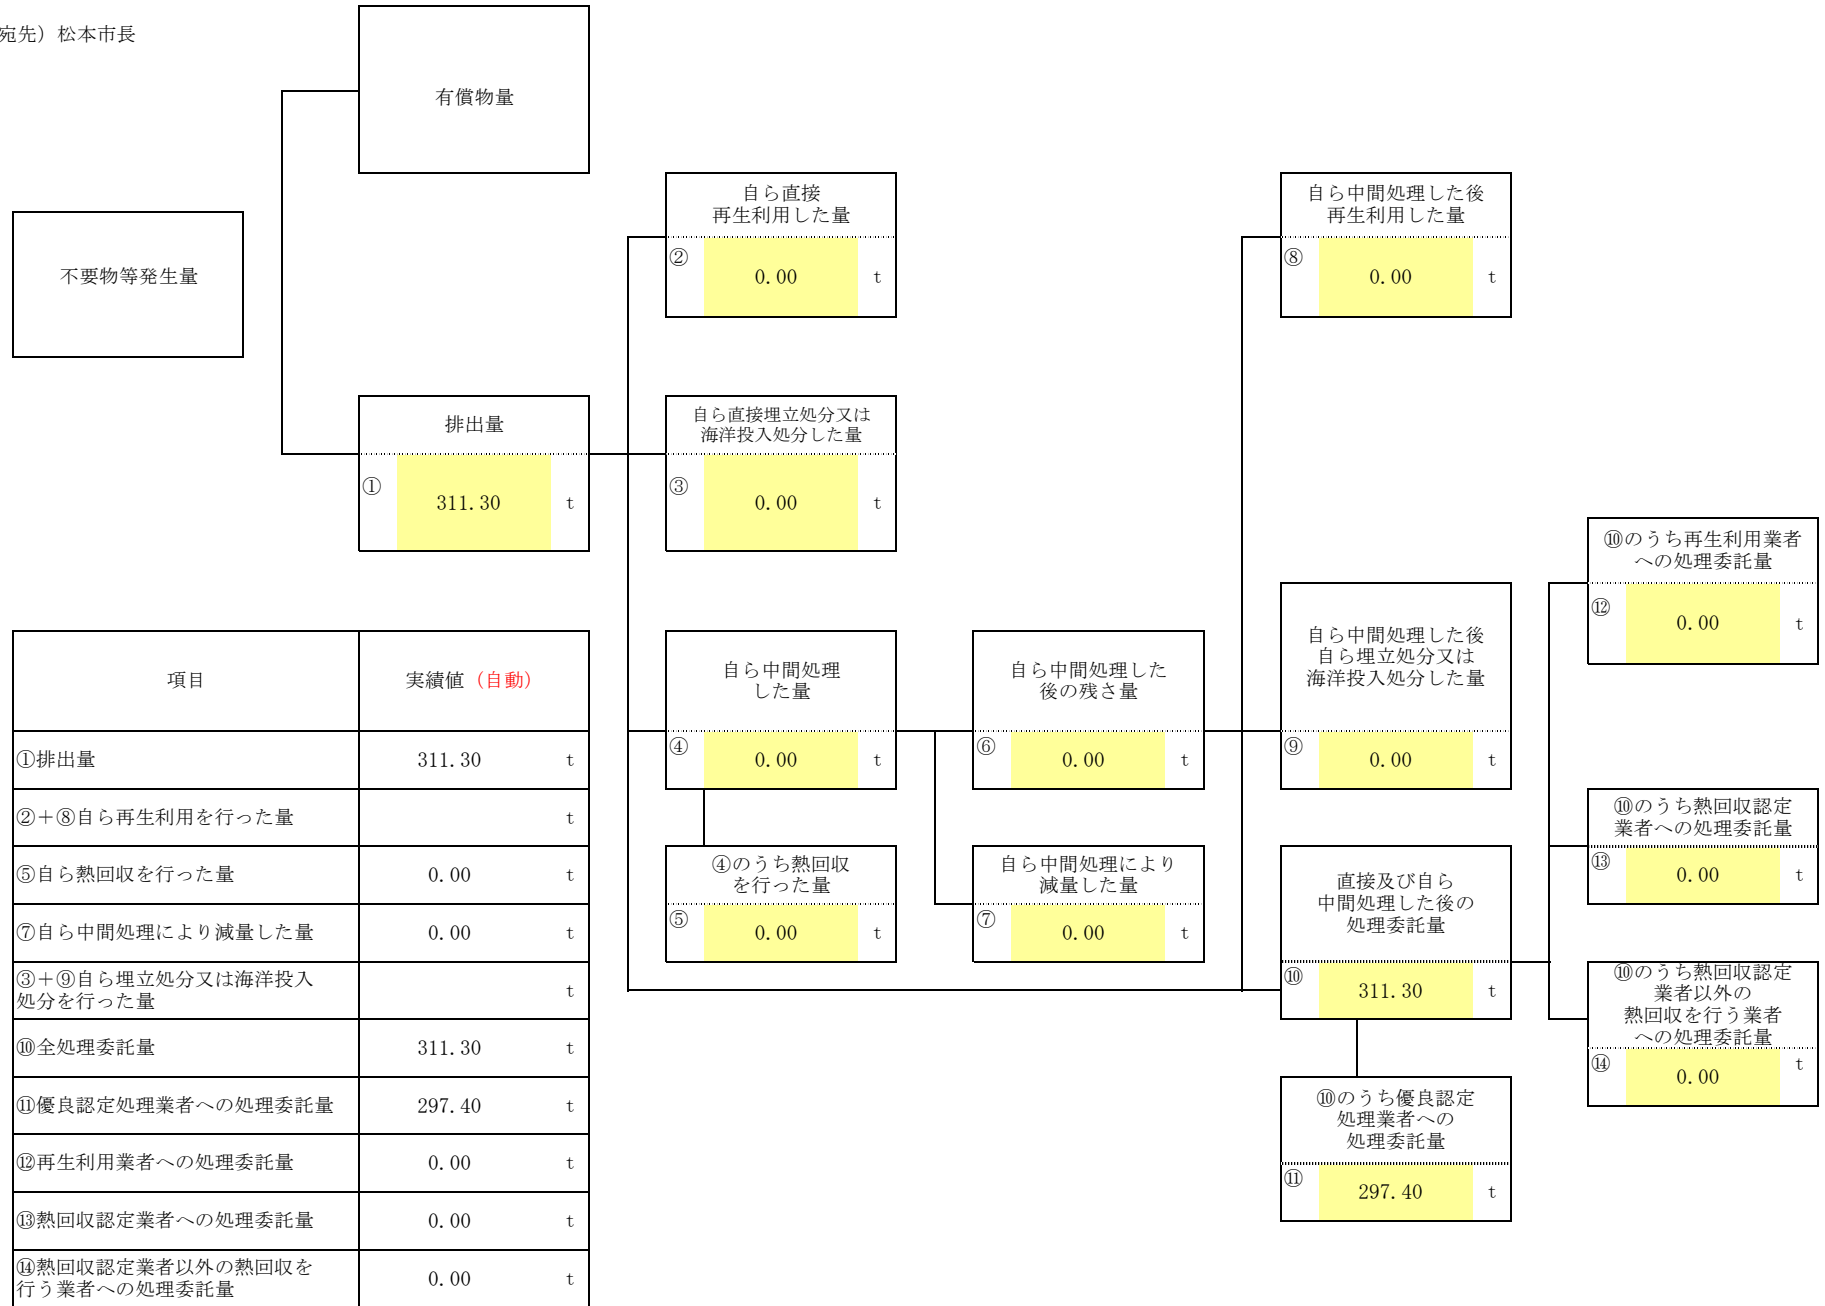 宛先）松本市長
有償物量
不要物等発生量
自ら直接
再生利用した量
② 0.00 t
自ら中間処理した後
再生利用した量
⑧ 0.00 t
排出量
① 311.30 t
自ら直接埋立処分又は
海洋投入処分した量
③ 0.00 t
⑩のうち再生利用業者
への処理委託量
⑫ 0.00 t
自ら中間処理
した量
④ 0.00 t
自ら中間処理した
後の残さ量
⑥ 0.00 t
自ら中間処理した後
自ら埋立処分又は
海洋投入処分した量
⑨ 0.00 t
⑩のうち熱回収認定
業者への処理委託量
⑬ 0.00 t
④のうち熱回収
を行った量
⑤ 0.00 t
自ら中間処理により
減量した量
⑦ 0.00 t
直接及び自ら
中間処理した後の
処理委託量
⑩ 311.30 t
⑩のうち熱回収認定
業者以外の
熱回収を行う業者
への処理委託量
⑭ 0.00 t
⑩のうち優良認定
処理業者への
処理委託量
⑪ 297.40 t
項目 実績値（自動）
①排出量 311.30 t
②＋⑧自ら再生利用を行った量 t
⑤自ら熱回収を行った量 0.00 t
⑦自ら中間処理により減量した量 0.00 t
③＋⑨自ら埋立処分又は海洋投入
処分を行った量 t
⑩全処理委託量 311.30 t
⑪優良認定処理業者への処理委託量 297.40 t
⑫再生利用業者への処理委託量 0.00 t
⑬熱回収認定業者への処理委託量 0.00 t
⑭熱回収認定業者以外の熱回収を
行う業者への処理委託量 0.00 t